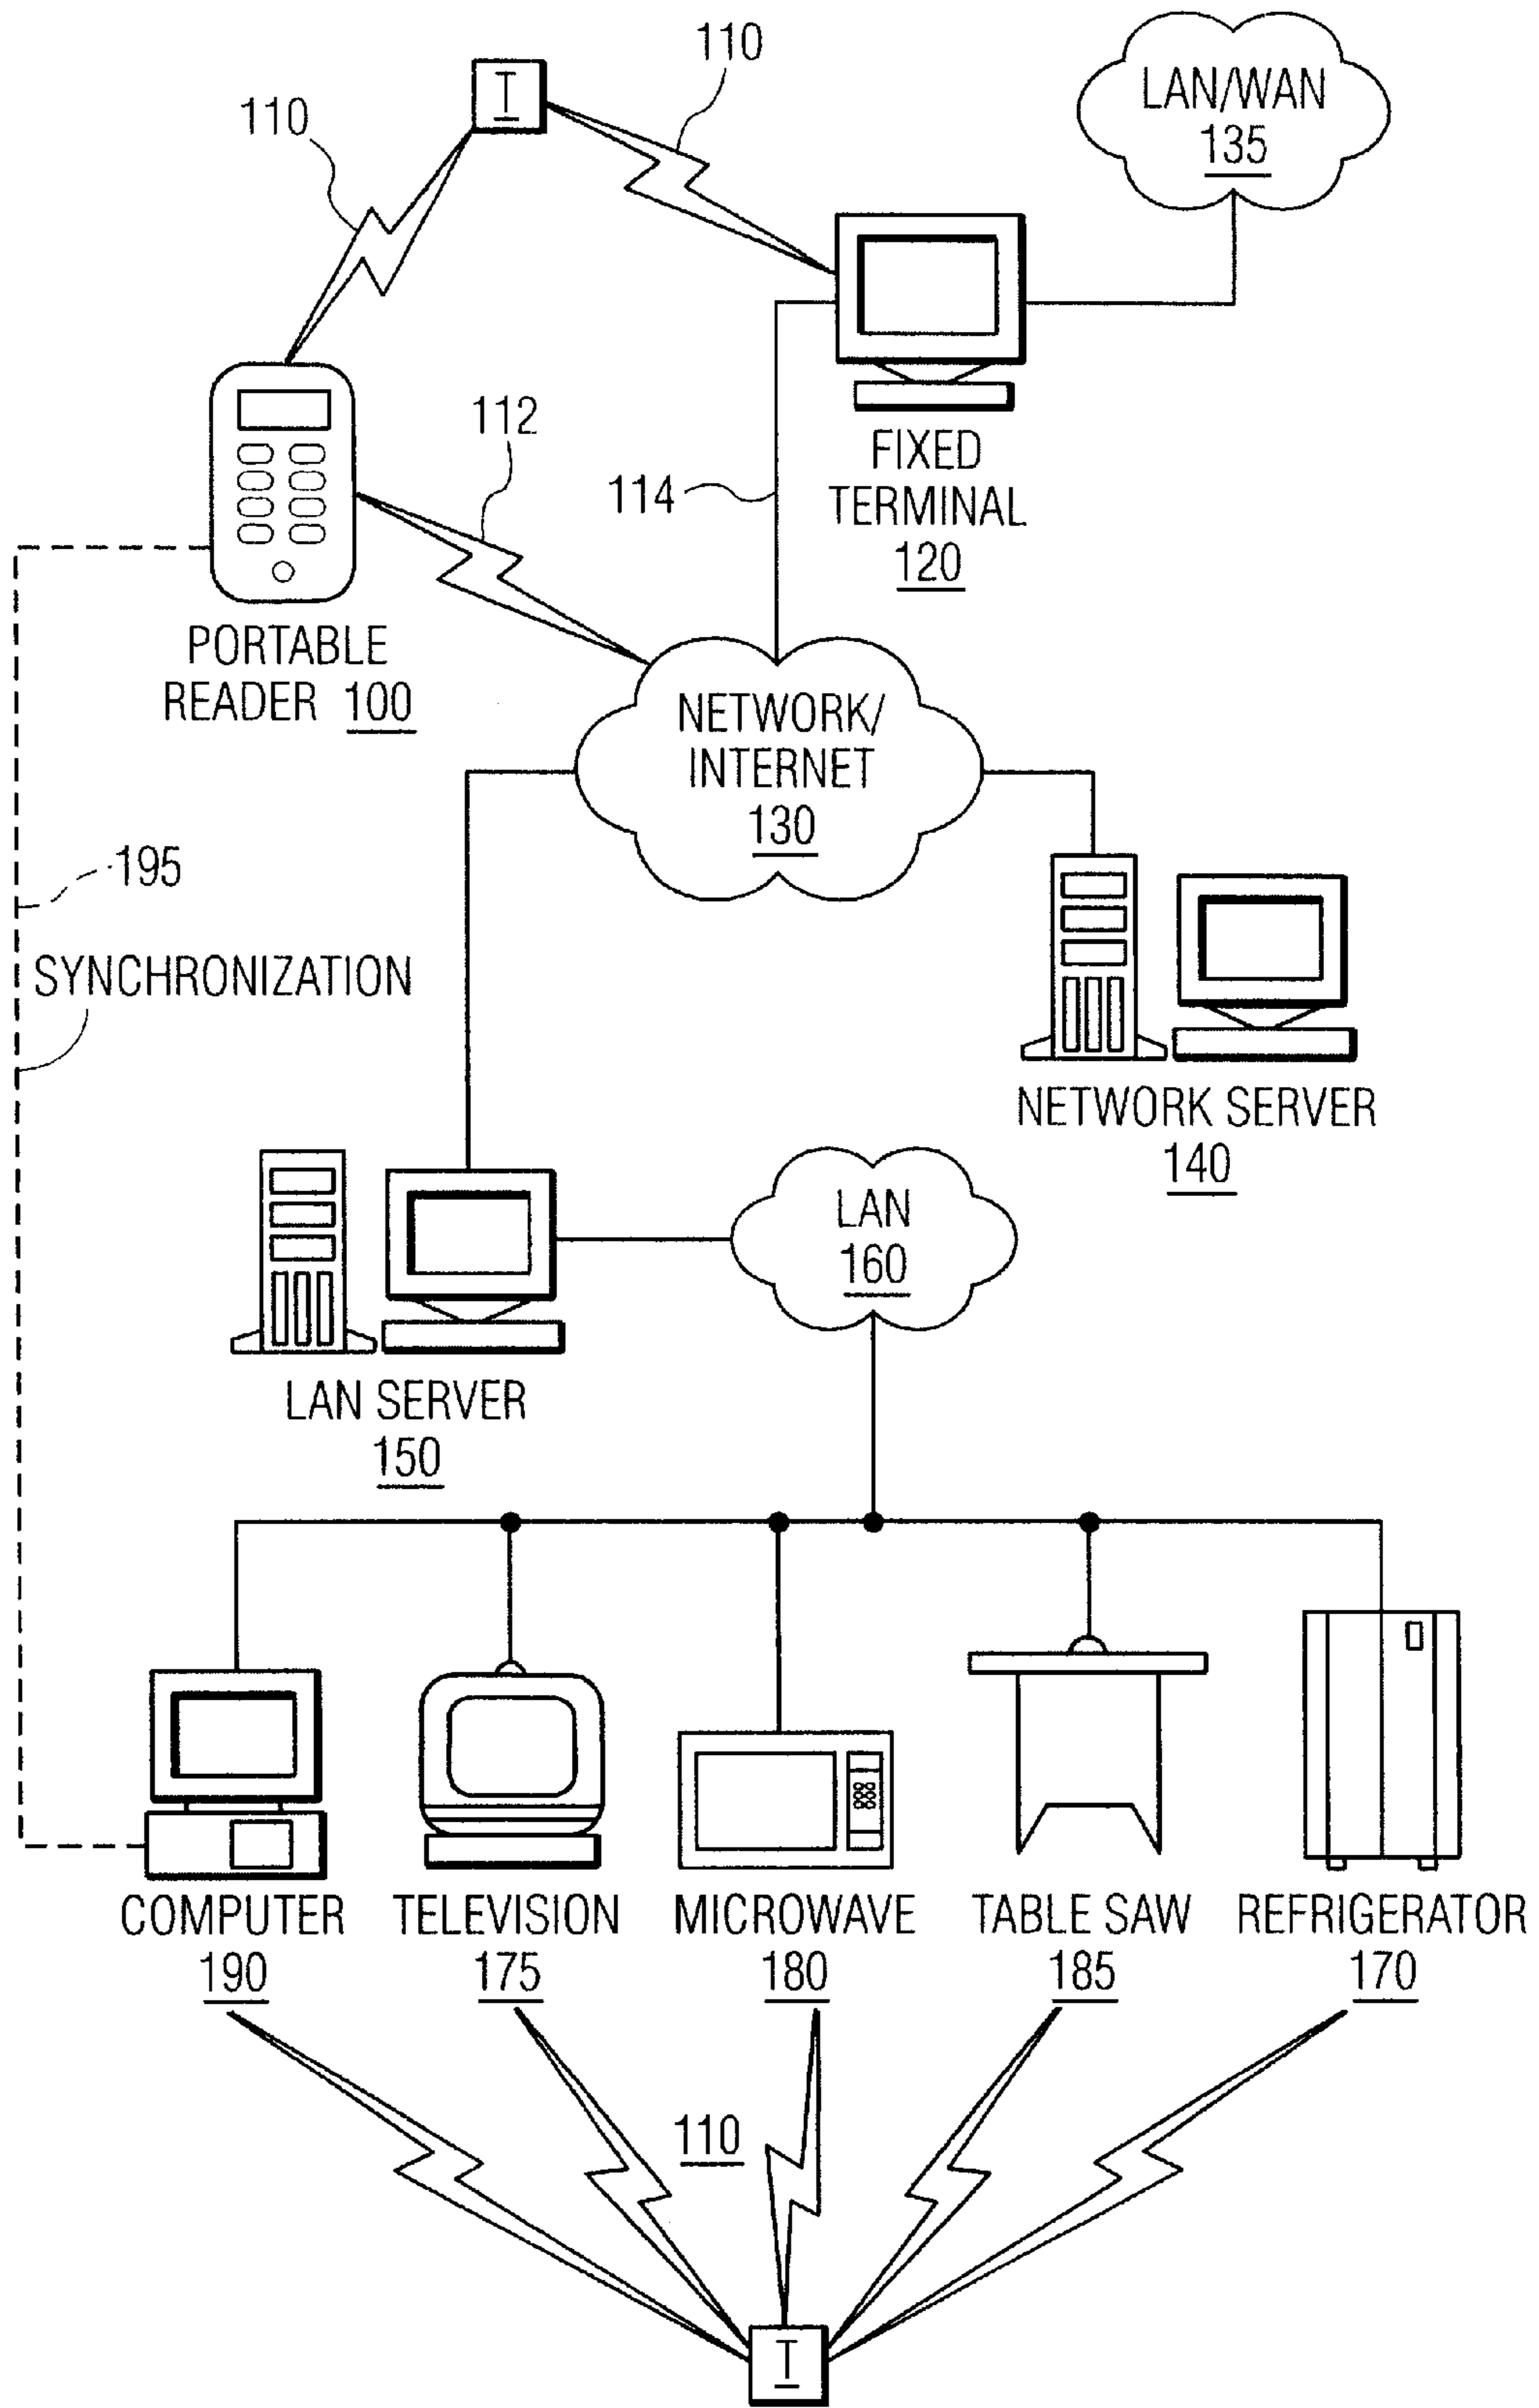 110
T
110
LAN/WAN
135
FIXED
TERMINAL
120
112
114
PORTABLE
READER 100
NETWORK/
INTERNET
130
195
SYNCHRONIZATION
NETWORK SERVER
140
LAN
160
LAN SERVER
150
888
COMPUTER
190
TELEVISION
175
MICROWAVE
180
TABLE SAW
185
REFRIGERATOR
170
110
T